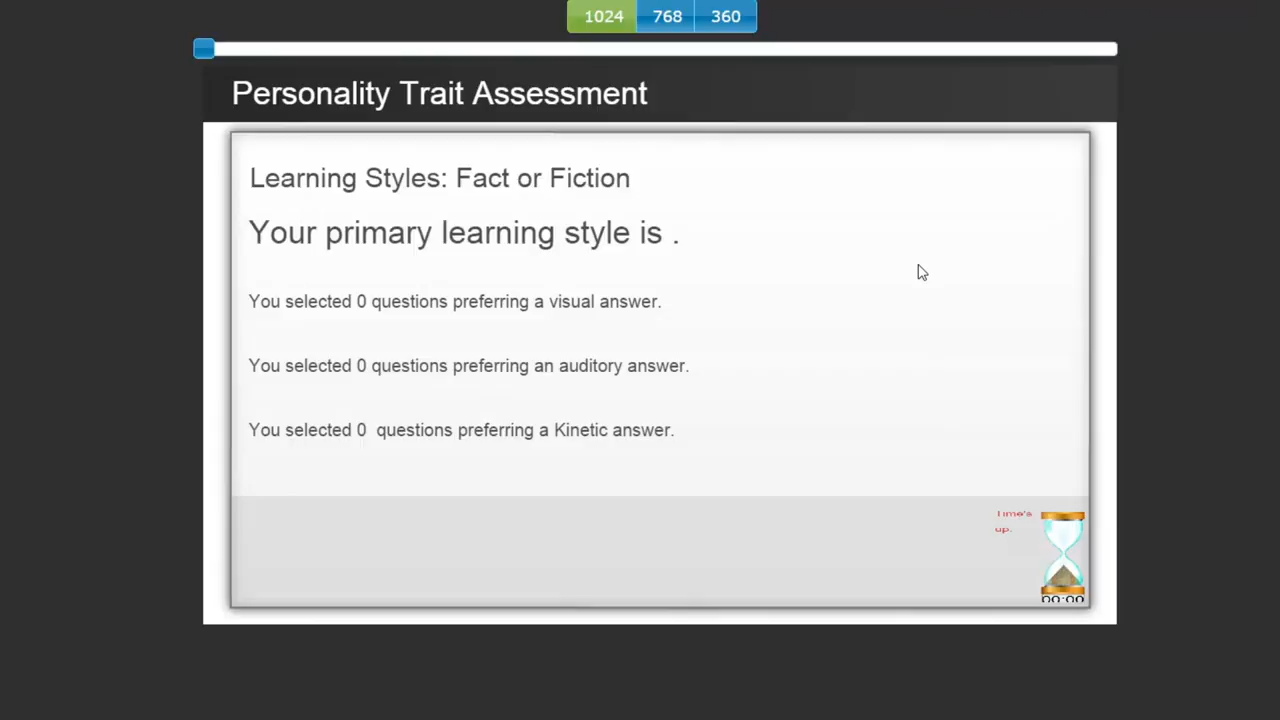 1024 768 360
Personality Trait Assessment
Learning Styles: Fact or Fiction
Your primary learning style is .
You selected 0 questions preferring a visual answer.
You selected 0 questions preferring an auditory answer.
You selected 0  questions preferring a Kinetic answer.
Time's
up.
00:00